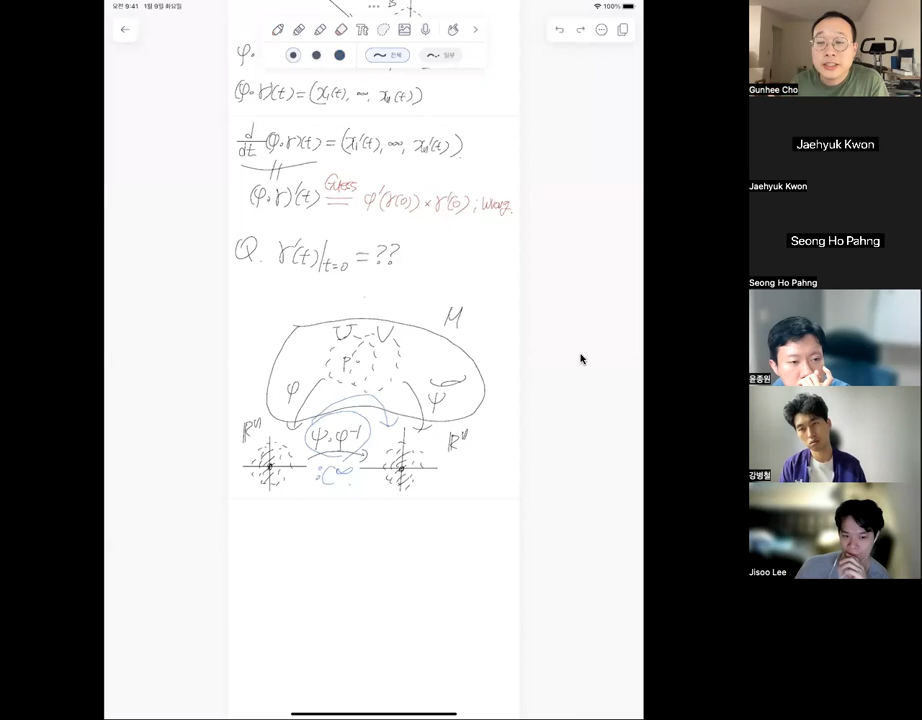 오전 9:41 1월 9일 화요일
100%
전체
일부
φ∘
(φ∘γ)(t) = (x₁(t), ⋯, xₙ(t))
d/dt (φ∘γ)(t) = (x₁'(t), ⋯, xₙ'(t)).
(φ∘γ)'(t) Guess = φ'(γ(0)) × γ'(0) ; Wrong.
Q. γ'(t)|t=0 = ??
M
U V
P
φ ψ
ℝⁿ ψ∘φ⁻¹ ℝⁿ
: C∞
Gunhee Cho
Jaehyuk Kwon
Jaehyuk Kwon
Seong Ho Pahng
Seong Ho Pahng
윤종원
강병철
Jisoo Lee